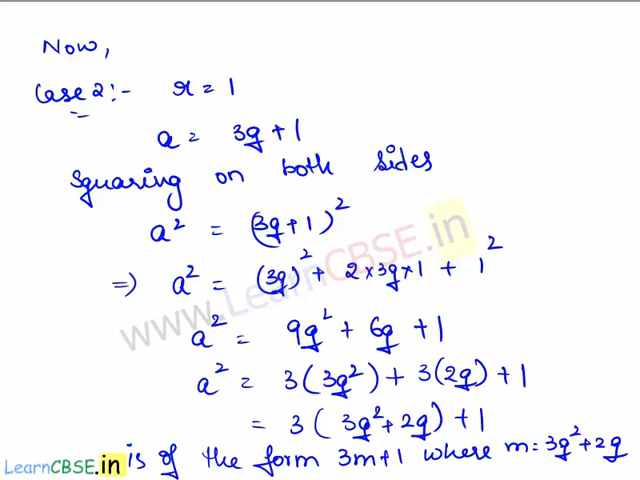 Now,
Case 2:- r = 1
a = 3q + 1
Squaring on both sides
a² = (3q + 1)²
⇒) a² = (3q)² + 2×3q×1 + 1²
www.LearnCBSE.in
a² = 9q² + 6q + 1
a² = 3(3q²) + 3(2q) + 1
= 3(3q² + 2q) + 1
is of the form 3m+1 where m = 3q² + 2q
LearnCBSE.in